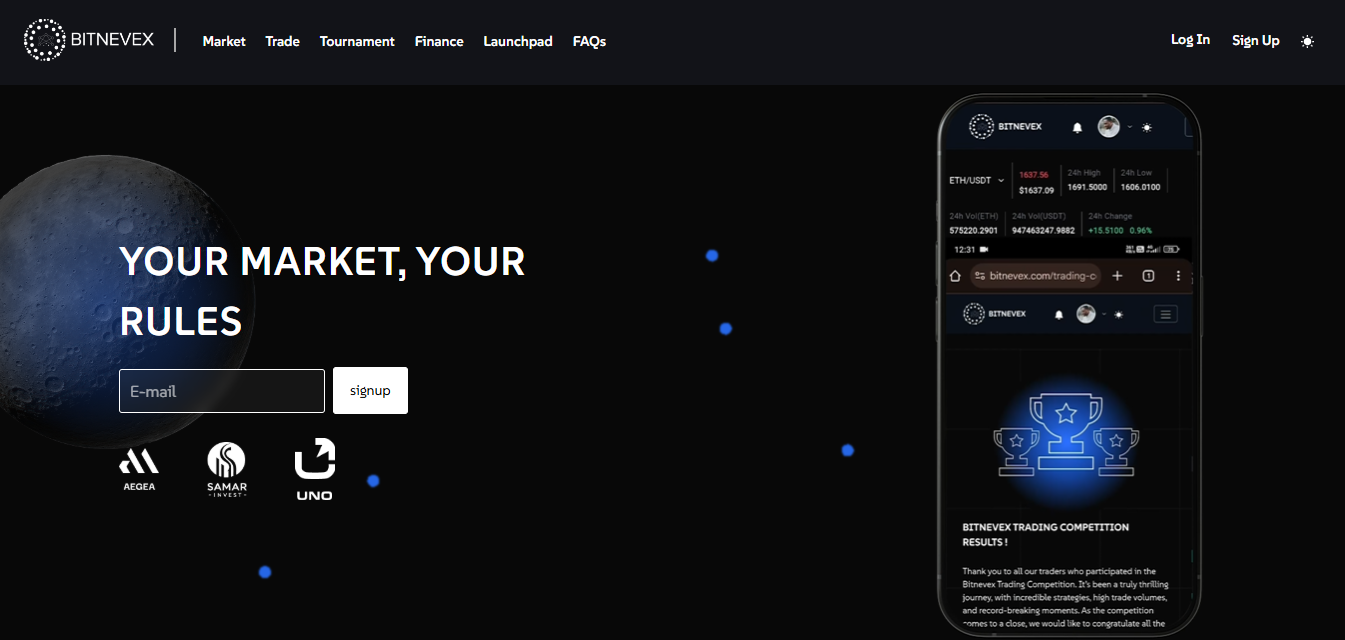 BITNEVEX
Market Trade Tournament Finance Launchpad FAQs
Log In Sign Up
YOUR MARKET, YOUR
RULES
E-mail
signup
AEGEA
SAMAR
INVEST
UNO
BITNEVEX
ETH/USDT
1637.56
$1637.09
24h High
1691.5000
24h Low
1606.0100
24h Vol(ETH)
575220.2901
24h Vol(USDT)
947463247.9882
24h Change
+15.5100 0.96%
12:31
bitnevex.com/trading-c
1
BITNEVEX
BITNEVEX TRADING COMPETITION
RESULTS !
Thank you to all our traders who participated in the
Bitnevex Trading Competition. It's been a truly thrilling
journey, with incredible strategies, high trade volumes,
and record-breaking moments. As the competition
comes to a close, we would like to congratulate all the